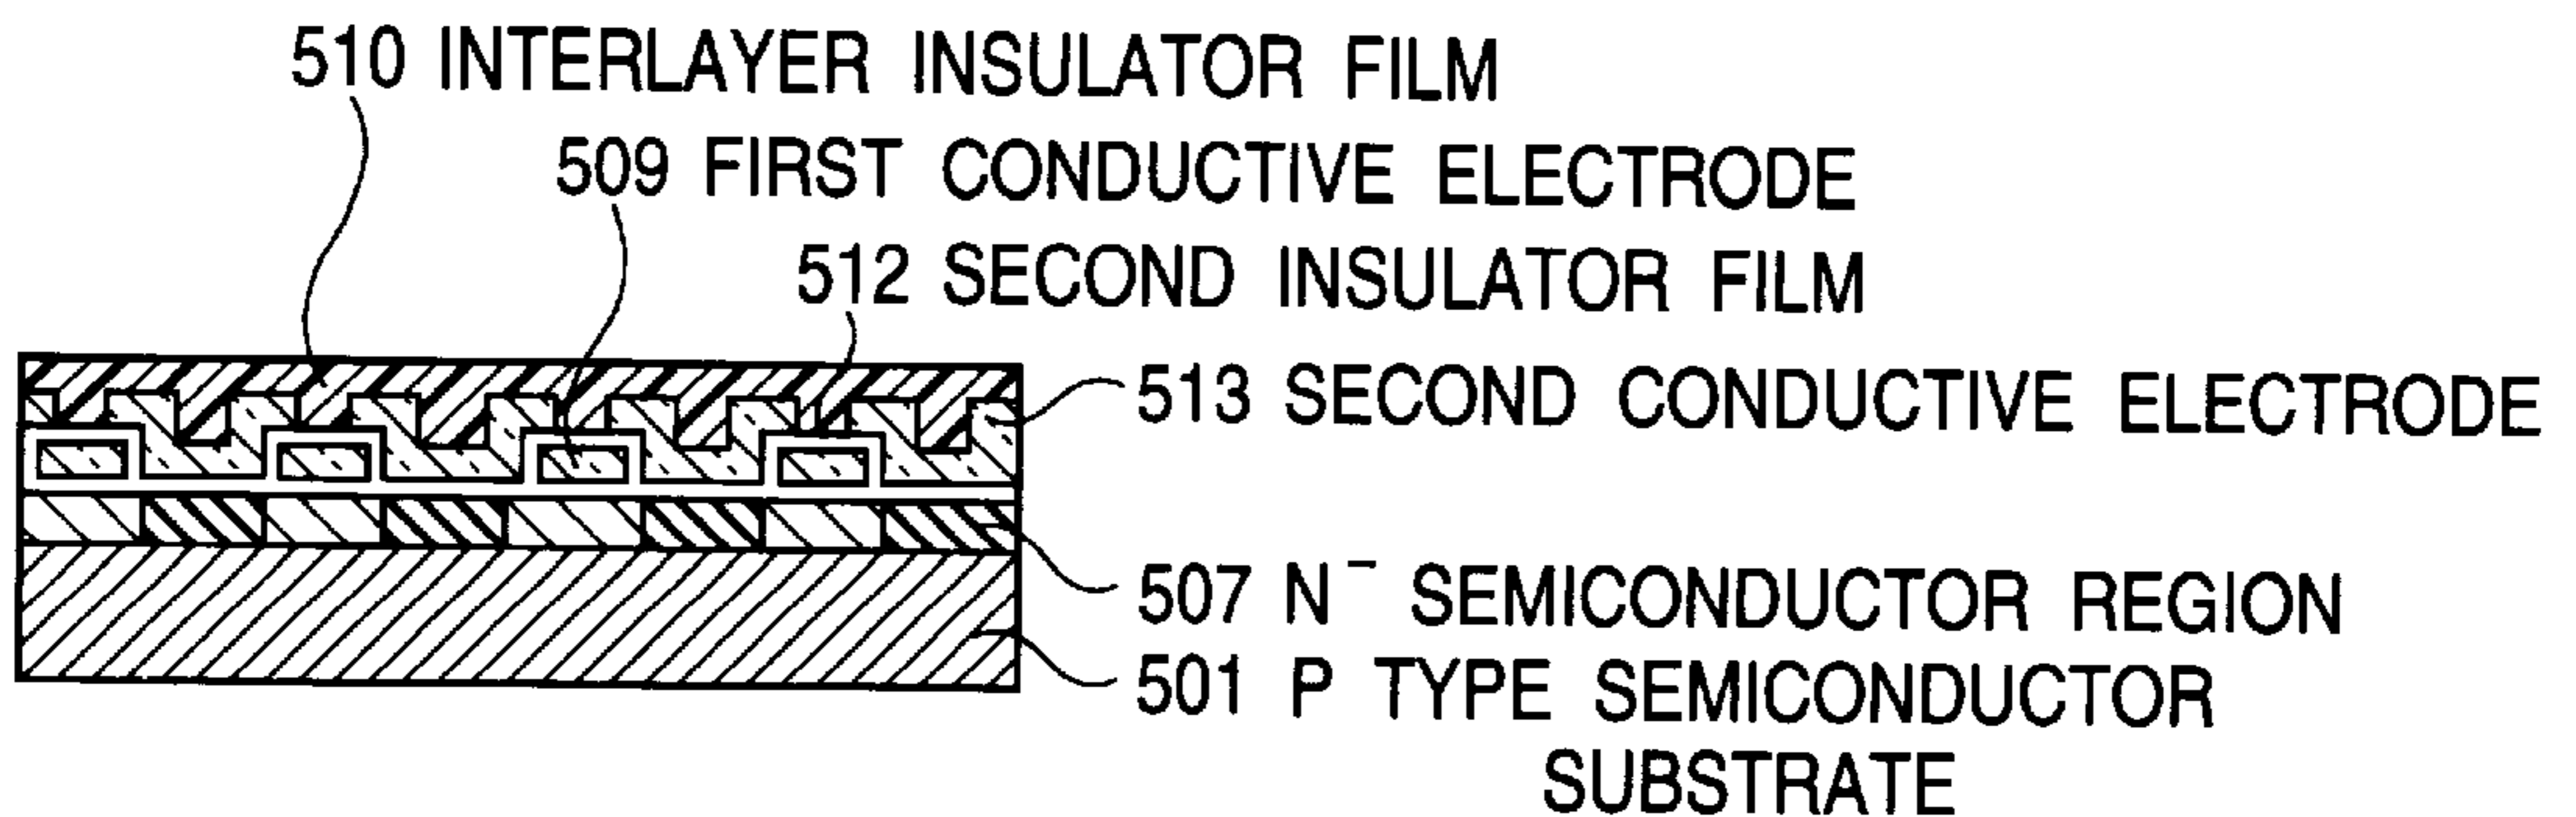 510 INTERLAYER INSULATOR FILM
509 FIRST CONDUCTIVE ELECTRODE
512 SECOND INSULATOR FILM
513 SECOND CONDUCTIVE ELECTRODE
507 N⁻ SEMICONDUCTOR REGION
501 P TYPE SEMICONDUCTOR
SUBSTRATE